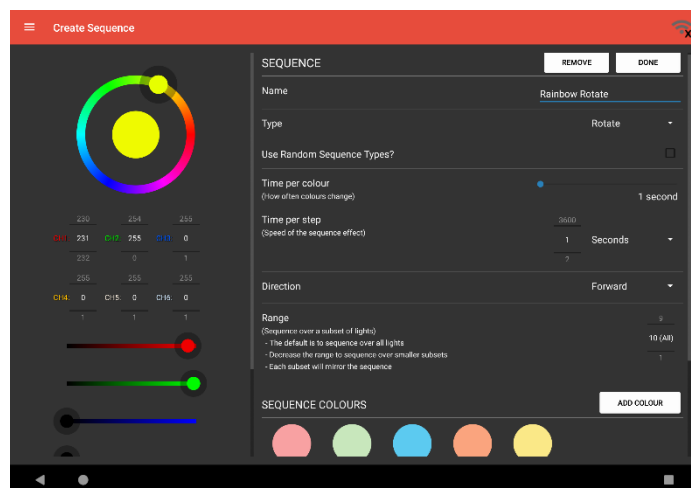 Create Sequence
SEQUENCE
REMOVE
DONE
Name
Rainbow Rotate
Type
Rotate
Use Random Sequence Types?
Time per colour
(How often colours change)
1 second
Time per step
(Speed of the sequence effect)
3600
1
Seconds
2
Direction
Forward
Range
(Sequence over a subset of lights)
- The default is to sequence over all lights
- Decrease the range to sequence over smaller subsets
- Each subset will mirror the sequence
9
10 (All)
1
SEQUENCE COLOURS
ADD COLOUR
230 254 255
CH1: 231 CH2: 255 CH3: 0
232 0 1
255 255 255
CH4: 0 CH5: 0 CH6: 0
1 1 1